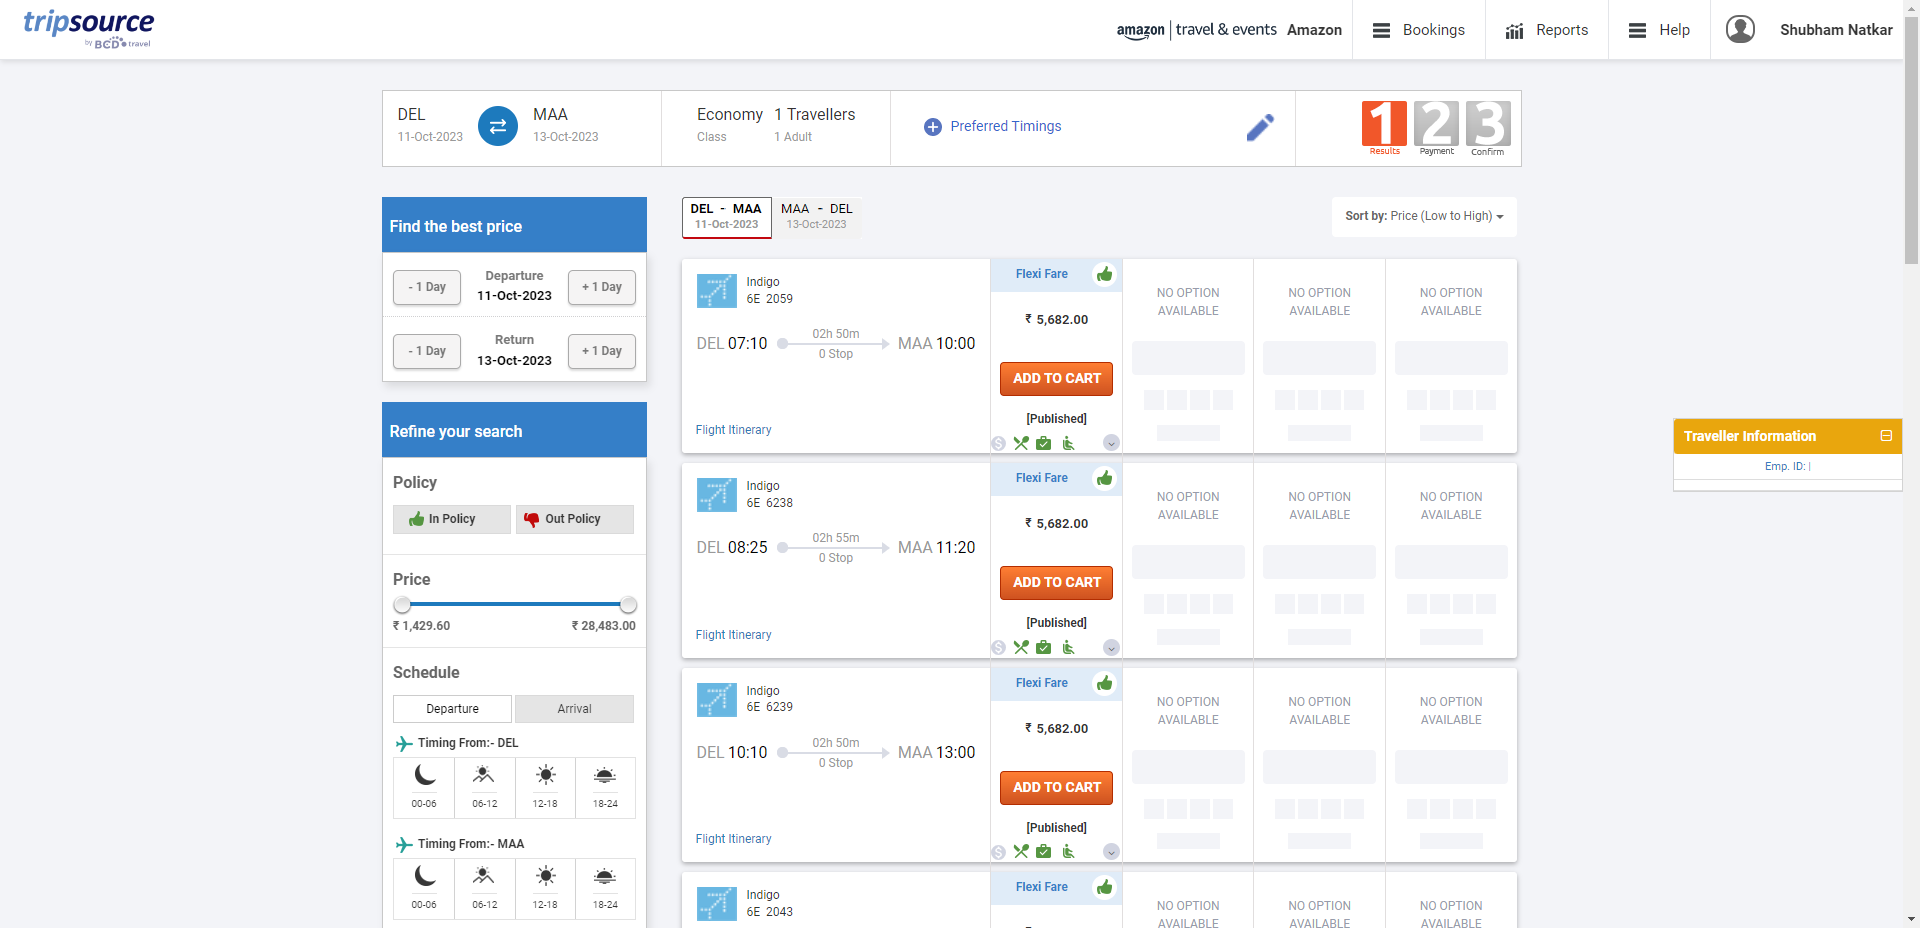 tripsource
by BCD travel
amazon | travel & events Amazon
Bookings
Reports
Help
Shubham Natkar
DEL
11-Oct-2023
MAA
13-Oct-2023
Economy
Class
1 Travellers
1 Adult
Preferred Timings
1 2 3
Results Payment Confirm
Find the best price
- 1 Day
Departure
11-Oct-2023
+ 1 Day
- 1 Day
Return
13-Oct-2023
+ 1 Day
Refine your search
Policy
In Policy
Out Policy
Price
₹ 1,429.60
₹ 28,483.00
Schedule
Departure
Arrival
Timing From:- DEL
00-06 06-12 12-18 18-24
Timing From:- MAA
00-06 06-12 12-18 18-24
DEL - MAA
11-Oct-2023
MAA - DEL
13-Oct-2023
Sort by: Price (Low to High)
Indigo
6E 2059
DEL 07:10
02h 50m
0 Stop
MAA 10:00
Flight Itinerary
Flexi Fare
₹ 5,682.00
ADD TO CART
[Published]
NO OPTION
AVAILABLE
NO OPTION
AVAILABLE
NO OPTION
AVAILABLE
Indigo
6E 6238
DEL 08:25
02h 55m
0 Stop
MAA 11:20
Flight Itinerary
Flexi Fare
₹ 5,682.00
ADD TO CART
[Published]
NO OPTION
AVAILABLE
NO OPTION
AVAILABLE
NO OPTION
AVAILABLE
Indigo
6E 6239
DEL 10:10
02h 50m
0 Stop
MAA 13:00
Flight Itinerary
Flexi Fare
₹ 5,682.00
ADD TO CART
[Published]
NO OPTION
AVAILABLE
NO OPTION
AVAILABLE
NO OPTION
AVAILABLE
Indigo
6E 2043
Flexi Fare
NO OPTION
AVAILABLE
NO OPTION
AVAILABLE
NO OPTION
AVAILABLE
Traveller Information
Emp. ID: |